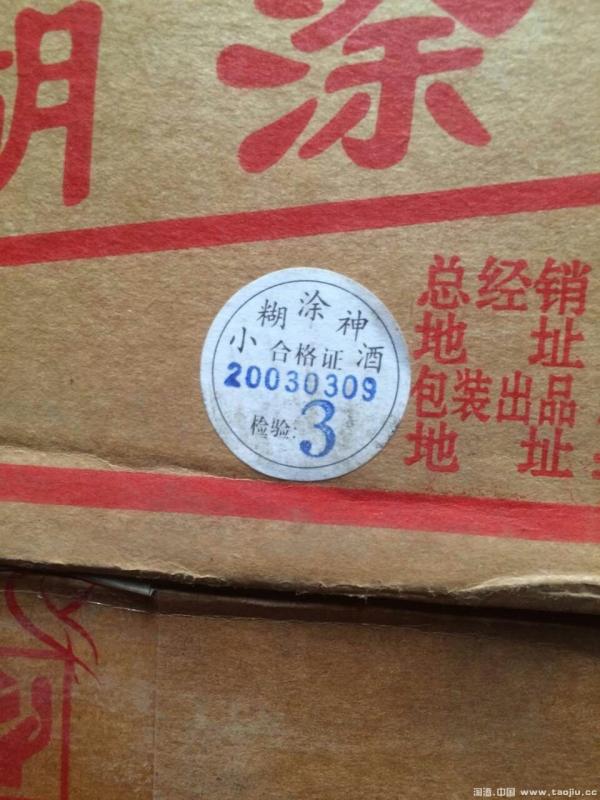 糊 涂
小糊涂神酒
合格证
20030309
检验:3
总经销
地 址
包装出品
地 址
淘酒.中国 www.taojiu.cc